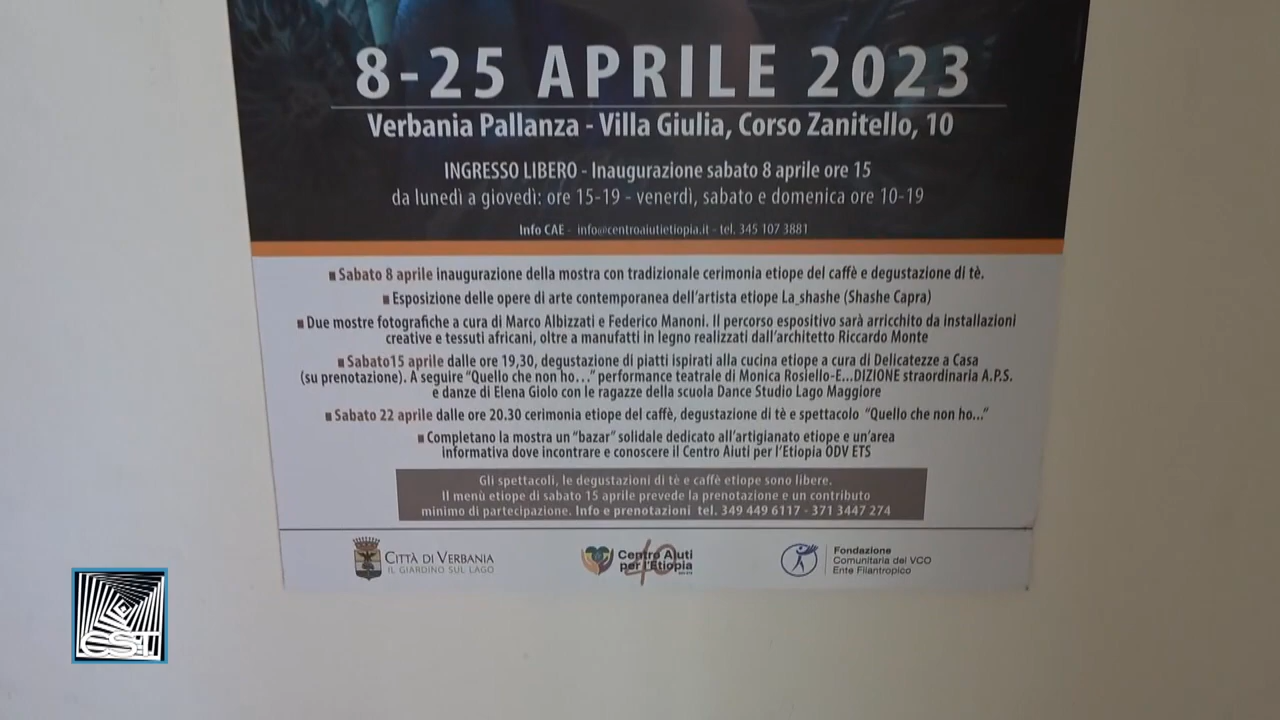 8-25 APRILE 2023
Verbania Pallanza - Villa Giulia, Corso Zanitello, 10
INGRESSO LIBERO - Inaugurazione sabato 8 aprile ore 15
da lunedì a giovedì: ore 15-19 - venerdì, sabato e domenica ore 10-19
Info CAE - info@centroaiutietiopia.it - tel. 345 107 3881
■ Sabato 8 aprile inaugurazione della mostra con tradizionale cerimonia etiope del caffè e degustazione di tè.
■ Esposizione delle opere di arte contemporanea dell'artista etiope La_shashe (Shashe Capra)
■ Due mostre fotografiche a cura di Marco Albizzati e Federico Manoni. Il percorso espositivo sarà arricchito da installazioni
creative e tessuti africani, oltre a manufatti in legno realizzati dall'architetto Riccardo Monte
■ Sabato15 aprile dalle ore 19,30, degustazione di piatti ispirati alla cucina etiope a cura di Delicatezze a Casa
(su prenotazione). A seguire "Quello che non ho..." performance teatrale di Monica Rosiello-E...DIZIONE straordinaria A.P.S.
e danze di Elena Giolo con le ragazze della scuola Dance Studio Lago Maggiore
■ Sabato 22 aprile dalle ore 20.30 cerimonia etiope del caffè, degustazione di tè e spettacolo "Quello che non ho..."
■ Completano la mostra un "bazar" solidale dedicato all'artigianato etiope e un'area
informativa dove incontrare e conoscere il Centro Aiuti per l'Etiopia ODV ETS
Gli spettacoli, le degustazioni di tè e caffè etiope sono libere.
Il menù etiope di sabato 15 aprile prevede la prenotazione e un contributo
minimo di partecipazione. Info e prenotazioni tel. 349 449 6117 - 371 3447 274
CITTÀ DI VERBANIA
IL GIARDINO SUL LAGO
Centro Aiuti
per l'Etiopia
40
Fondazione
Comunitaria del VCO
Ente Filantropico
CST